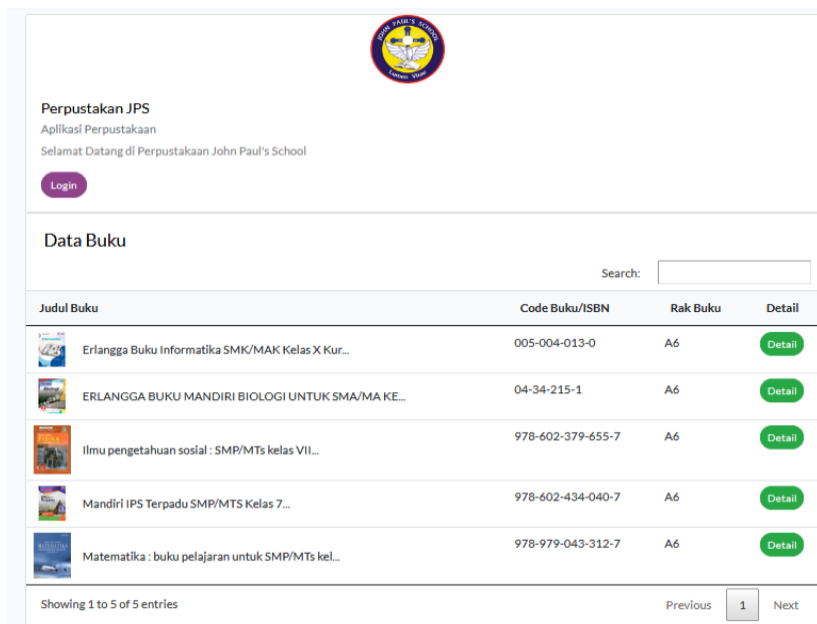 JOHN PAUL'S SCHOOL
Lumen Vitae
Perpustakan JPS
Aplikasi Perpustakaan
Selamat Datang di Perpustakaan John Paul's School
Login
Data Buku
Search:
Judul Buku Code Buku/ISBN Rak Buku Detail
Erlangga Buku Informatika SMK/MAK Kelas X Kur... 005-004-013-0 A6 Detail
ERLANGGA BUKU MANDIRI BIOLOGI UNTUK SMA/MA KE... 04-34-215-1 A6 Detail
Ilmu pengetahuan sosial : SMP/MTs kelas VII... 978-602-379-655-7 A6 Detail
Mandiri IPS Terpadu SMP/MTS Kelas 7... 978-602-434-040-7 A6 Detail
MATEMATIKA
Matematika : buku pelajaran untuk SMP/MTs kel... 978-979-043-312-7 A6 Detail
Showing 1 to 5 of 5 entries Previous 1 Next